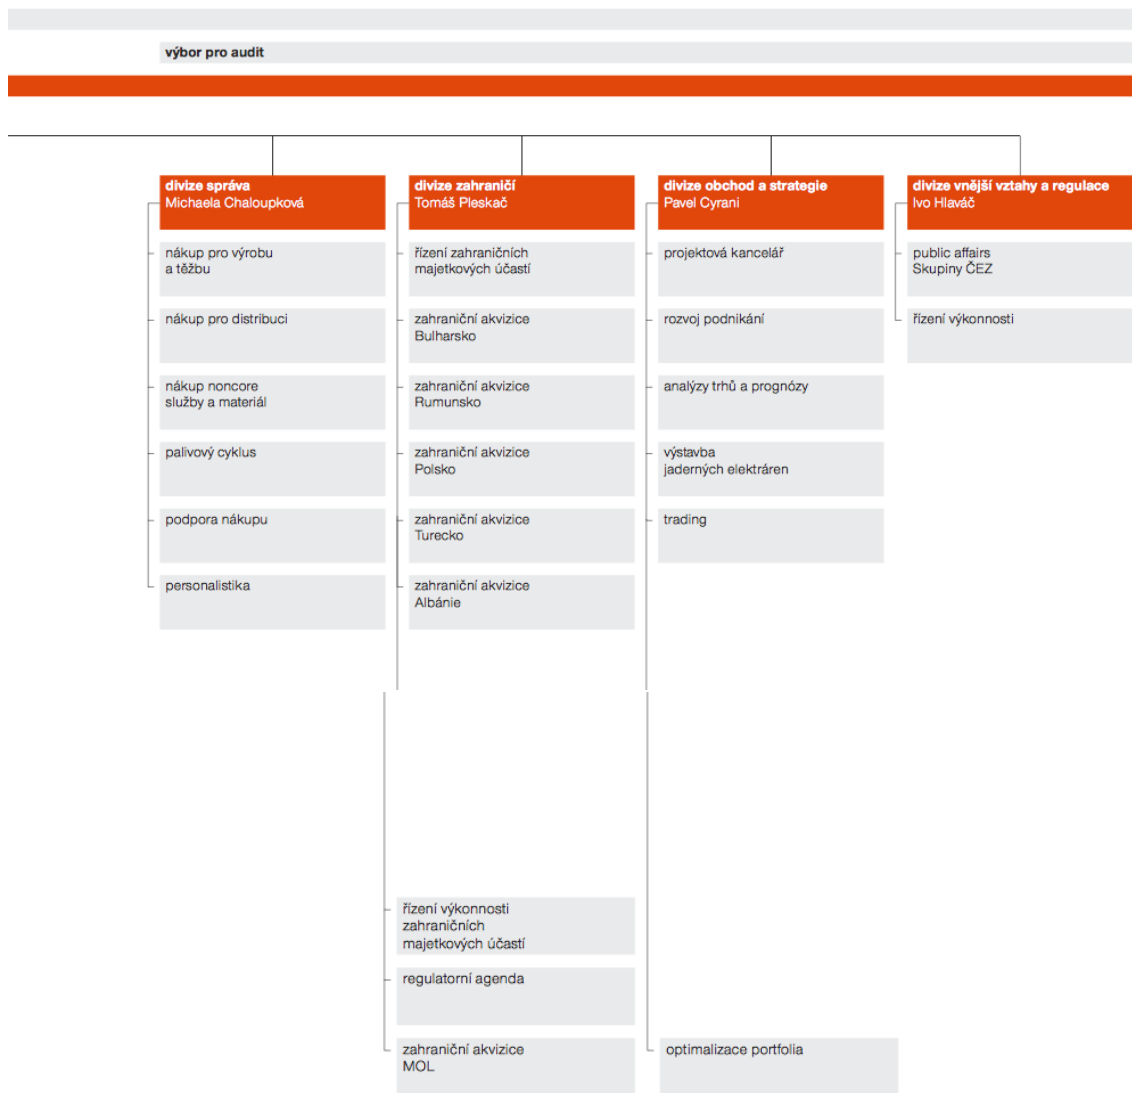 výbor pro audit
divize správa
Michaela Chaloupková
nákup pro výrobu
a těžbu
nákup pro distribuci
nákup noncore
služby a materiál
palivový cyklus
podpora nákupu
personalistika
divize zahraničí
Tomáš Pleskač
řízení zahraničních
majetkových účastí
zahraniční akvizice
Bulharsko
zahraniční akvizice
Rumunsko
zahraniční akvizice
Polsko
zahraniční akvizice
Turecko
zahraniční akvizice
Albánie
řízení výkonnosti
zahraničních
majetkových účastí
regulatorní agenda
zahraniční akvizice
MOL
divize obchod a strategie
Pavel Cyrani
projektová kancelář
rozvoj podnikání
analýzy trhů a prognózy
výstavba
jaderných elektráren
trading
optimalizace portfolia
divize vnější vztahy a regulace
Ivo Hlaváč
public affairs
Skupiny ČEZ
řízení výkonnosti